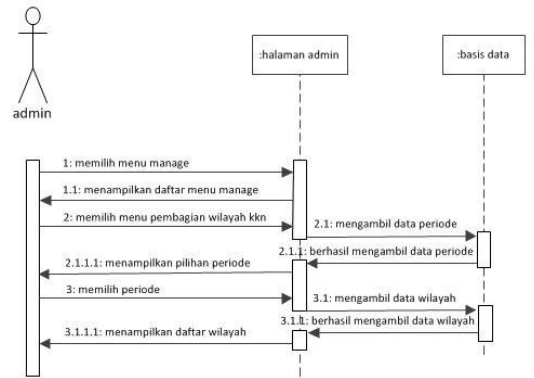 :halaman admin
:basis data
admin
1: memilih menu manage
1.1: menampilkan daftar menu manage
2: memilih menu pembagian wilayah kkn
2.1: mengambil data periode
2.1.1: berhasil mengambil data periode
2.1.1.1: menampilkan pilihan periode
3: memilih periode
3.1: mengambil data wilayah
3.1.1: berhasil mengambil data wilayah
3.1.1.1: menampilkan daftar wilayah